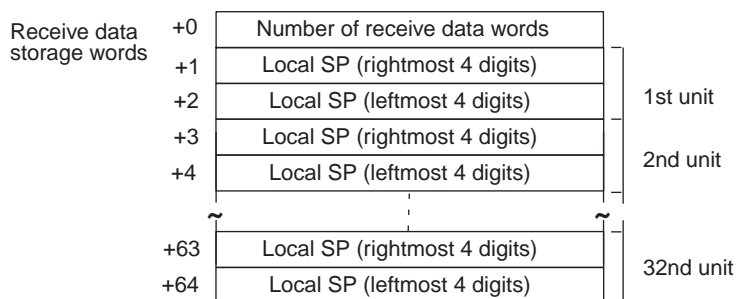 Receive data
storage words
+0 Number of receive data words
+1 Local SP (rightmost 4 digits)
+2 Local SP (leftmost 4 digits)
1st unit
+3 Local SP (rightmost 4 digits)
+4 Local SP (leftmost 4 digits)
2nd unit
~ ~
+63 Local SP (rightmost 4 digits)
+64 Local SP (leftmost 4 digits)
32nd unit